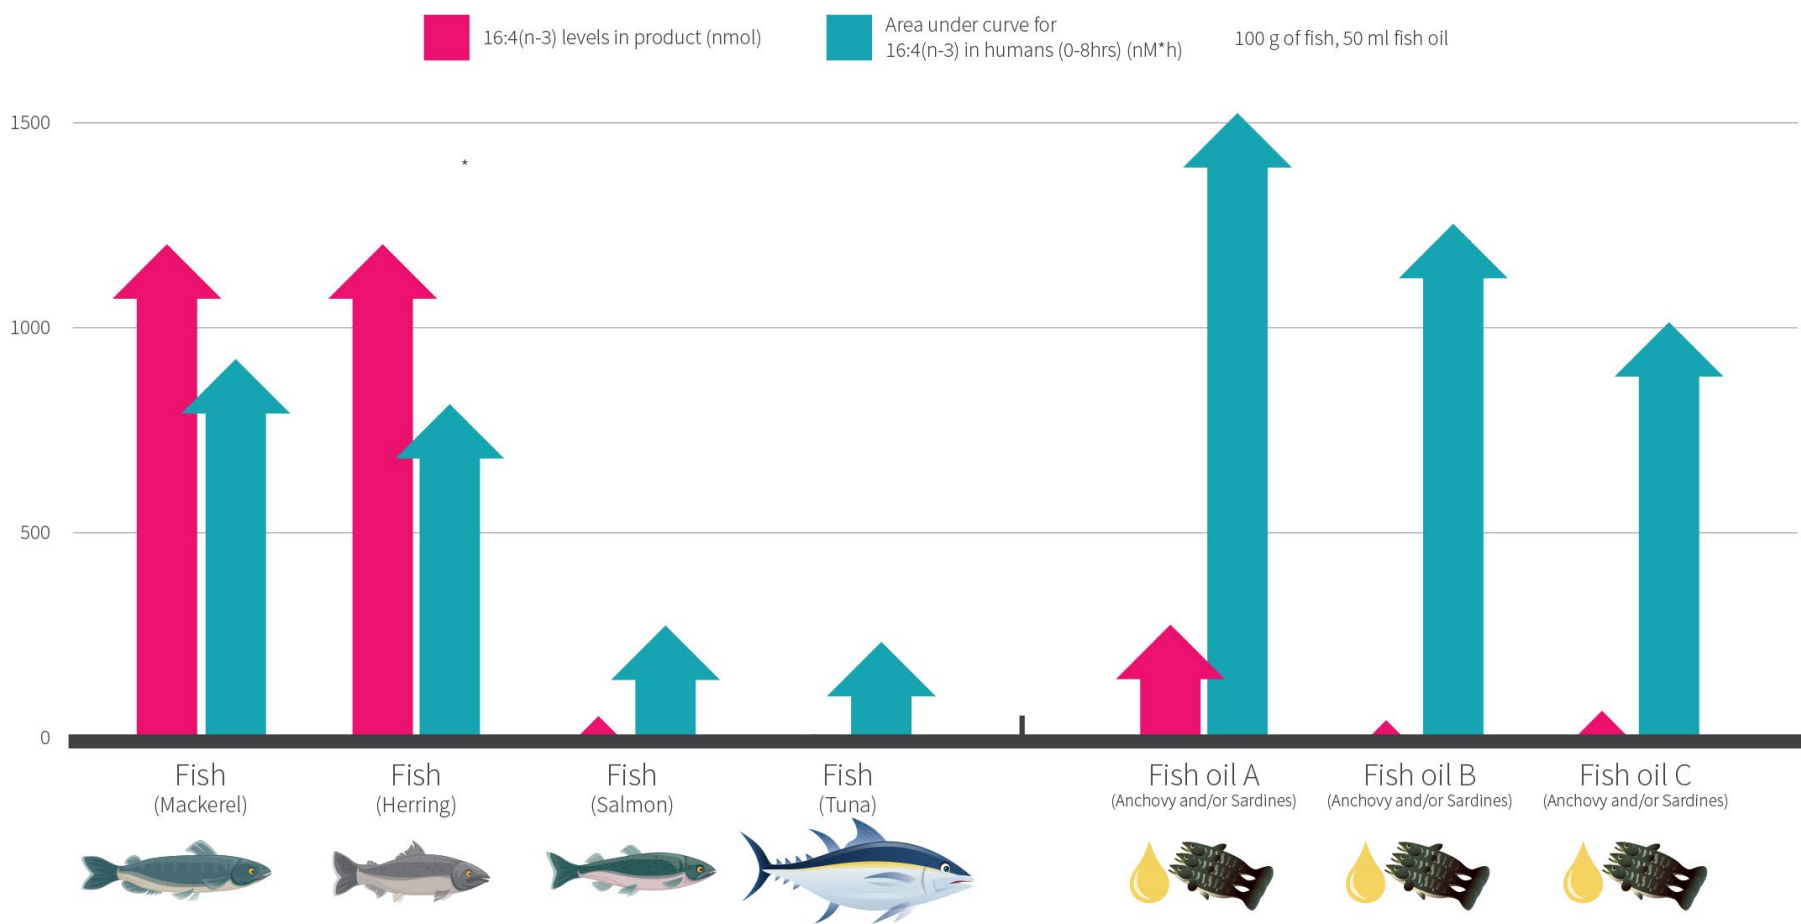 16:4(n-3) levels in product (nmol)
Area under curve for
16:4(n-3) in humans (0-8hrs) (nM*h)
100 g of fish, 50 ml fish oil
1500
*
1000
500
0
Fish
(Mackerel)
Fish
(Herring)
Fish
(Salmon)
Fish
(Tuna)
Fish oil A
(Anchovy and/or Sardines)
Fish oil B
(Anchovy and/or Sardines)
Fish oil C
(Anchovy and/or Sardines)